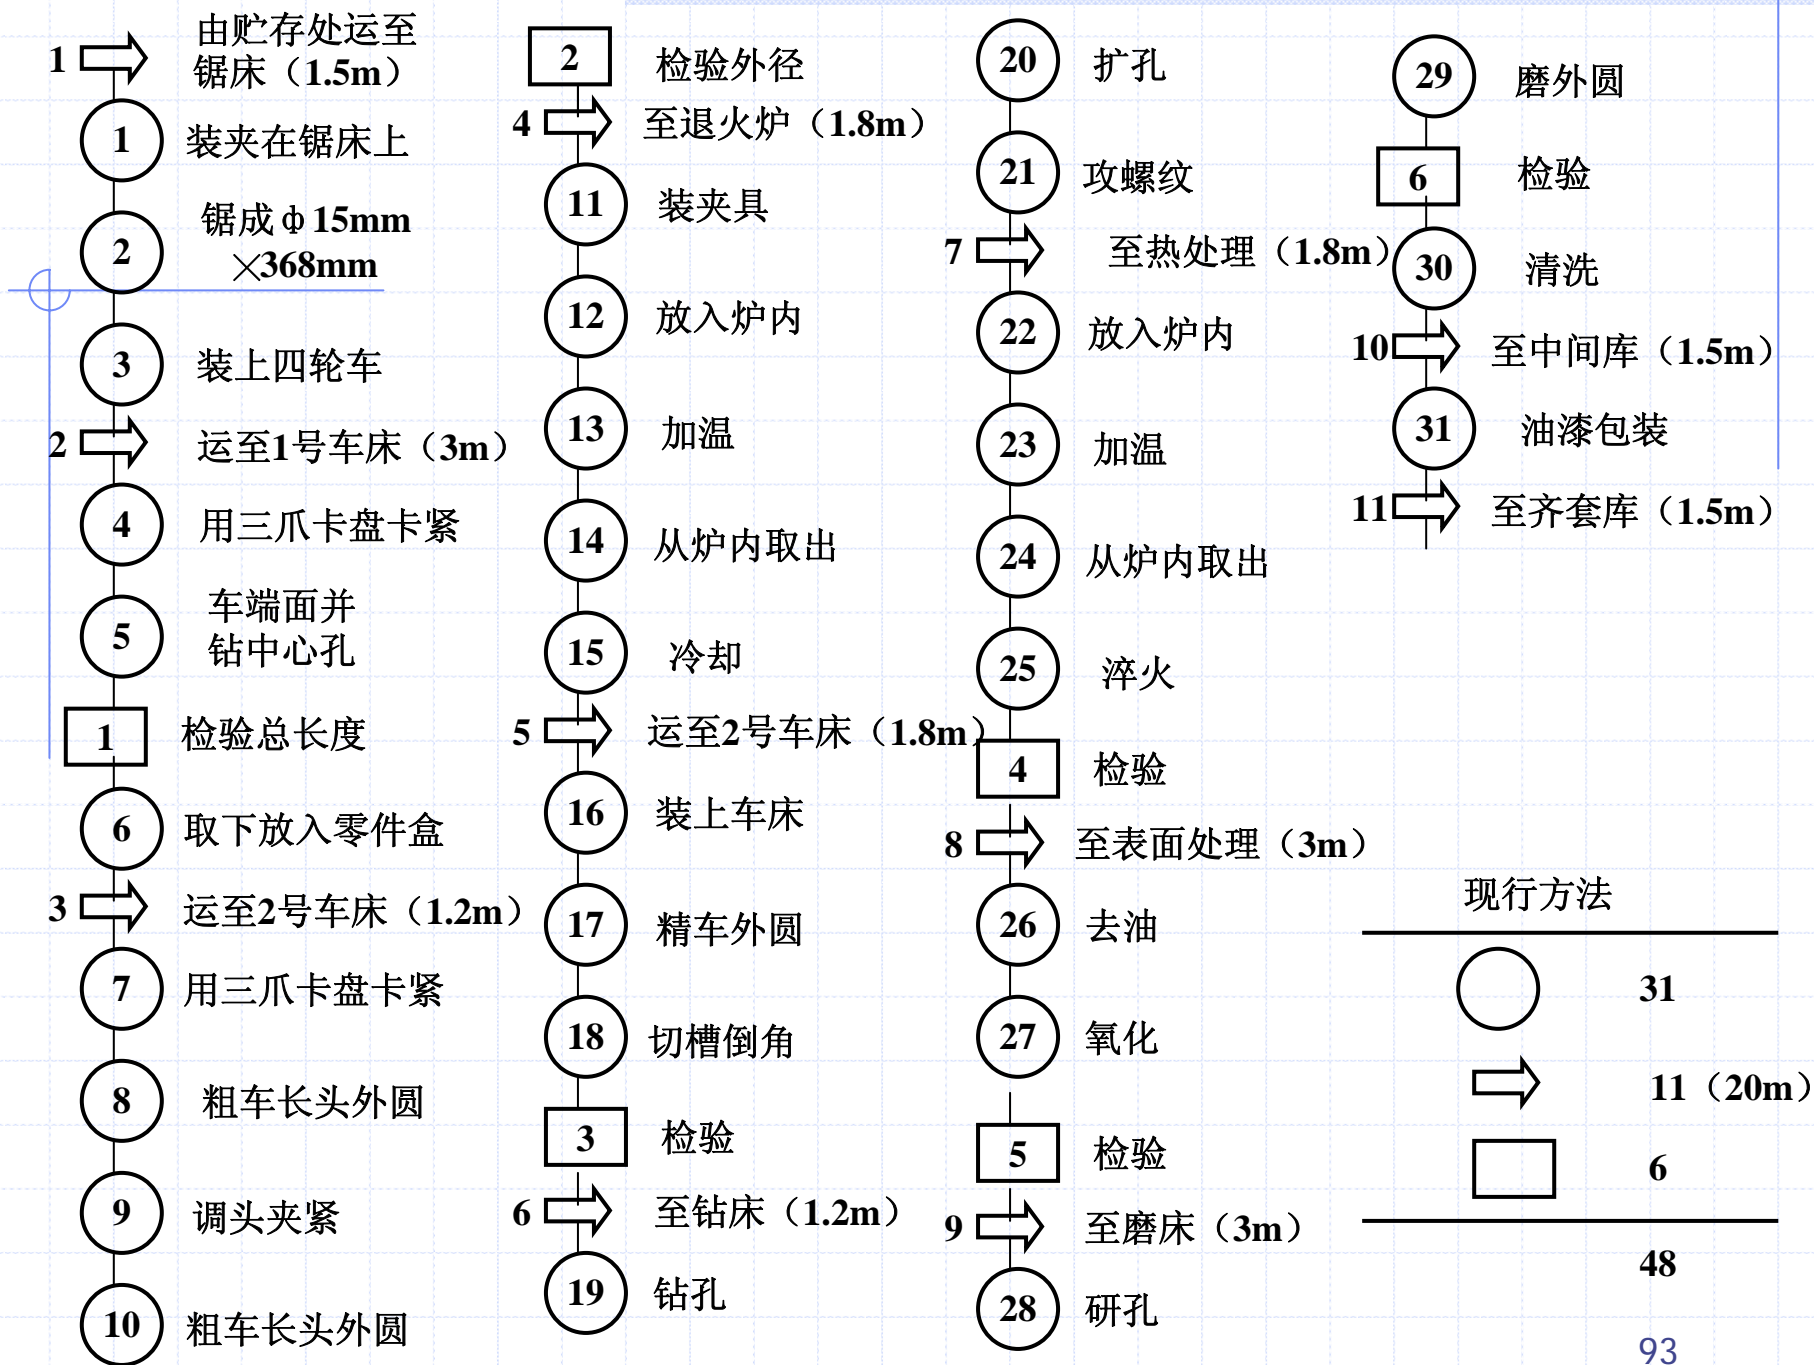 1
由贮存处运至
锯床（1.5m）
1
装夹在锯床上
2
锯成ф15mm
×368mm
3
装上四轮车
2
运至1号车床（3m）
4
用三爪卡盘卡紧
5
车端面并
钻中心孔
1
检验总长度
6
取下放入零件盒
3
运至2号车床（1.2m）
7
用三爪卡盘卡紧
8
粗车长头外圆
9
调头夹紧
10
粗车长头外圆
2
检验外径
4
至退火炉（1.8m）
11
装夹具
12
放入炉内
13
加温
14
从炉内取出
15
冷却
5
运至2号车床（1.8m）
16
装上车床
17
精车外圆
18
切槽倒角
3
检验
6
至钻床（1.2m）
19
钻孔
20
扩孔
21
攻螺纹
7
至热处理（1.8m）
22
放入炉内
23
加温
24
从炉内取出
25
淬火
4
检验
8
至表面处理（3m）
26
去油
27
氧化
5
检验
9
至磨床（3m）
28
研孔
29
磨外圆
6
检验
30
清洗
10
至中间库（1.5m）
31
油漆包装
11
至齐套库（1.5m）
现行方法
31
11（20m）
6
48
93